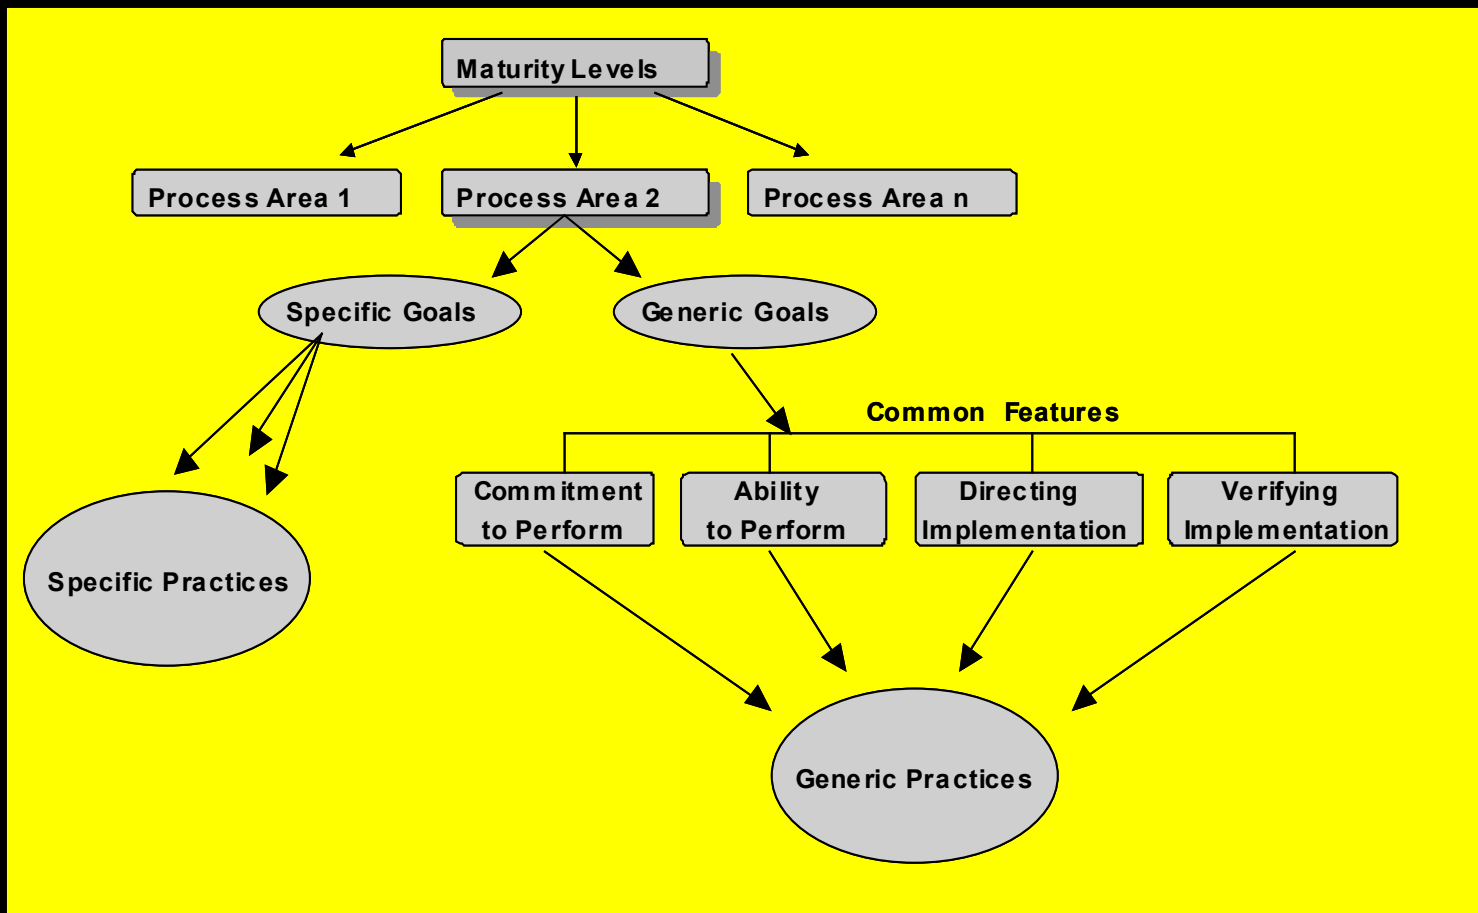 Maturity Levels
Process Area 1
Process Area 2
Process Area n
Specific Goals
Generic Goals
Common Features
Commitment
to Perform
Ability
to Perform
Directing
Implementation
Verifying
Implementation
Specific Practices
Generic Practices